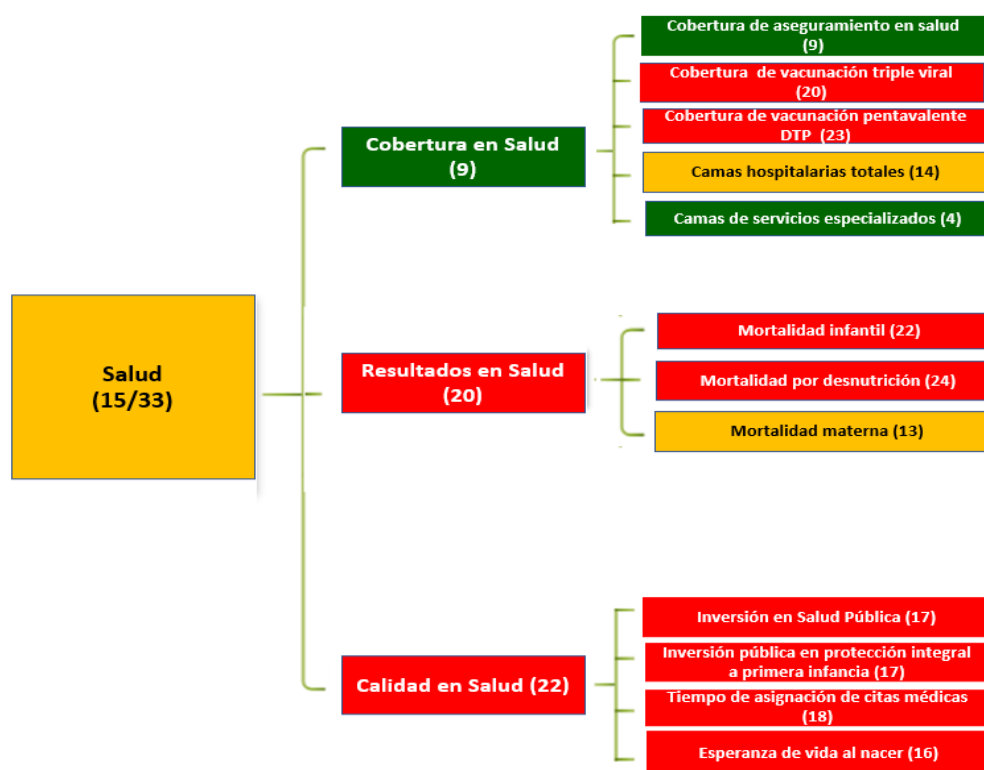 Salud
(15/33)
Cobertura en Salud
(9)
Cobertura de aseguramiento en salud
(9)
Cobertura de vacunación triple viral
(20)
Cobertura de vacunación pentavalente
DTP (23)
Camas hospitalarias totales (14)
Camas de servicios especializados (4)
Resultados en Salud
(20)
Mortalidad infantil (22)
Mortalidad por desnutrición (24)
Mortalidad materna (13)
Calidad en Salud (22)
Inversión en Salud Pública (17)
Inversión pública en protección integral
a primera infancia (17)
Tiempo de asignación de citas médicas
(18)
Esperanza de vida al nacer (16)